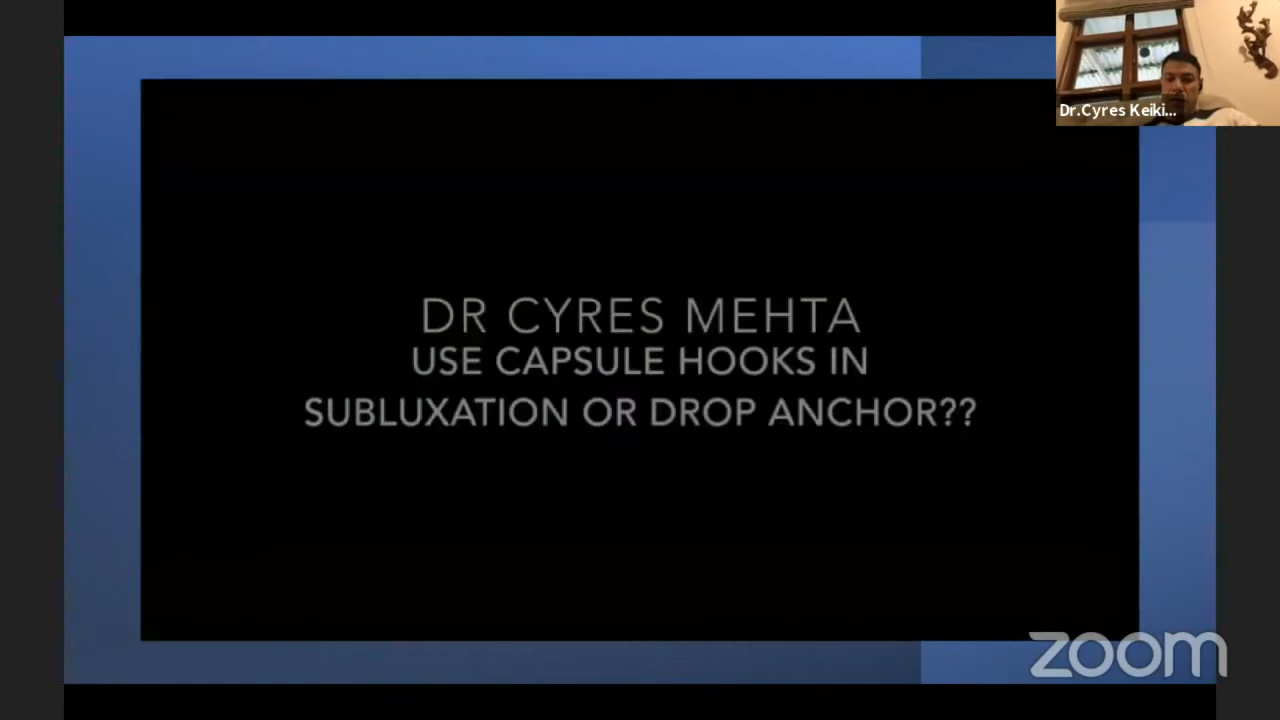 Dr.Cyres Keiki...
DR CYRES MEHTA
USE CAPSULE HOOKS IN
SUBLUXATION OR DROP ANCHOR??
zoom